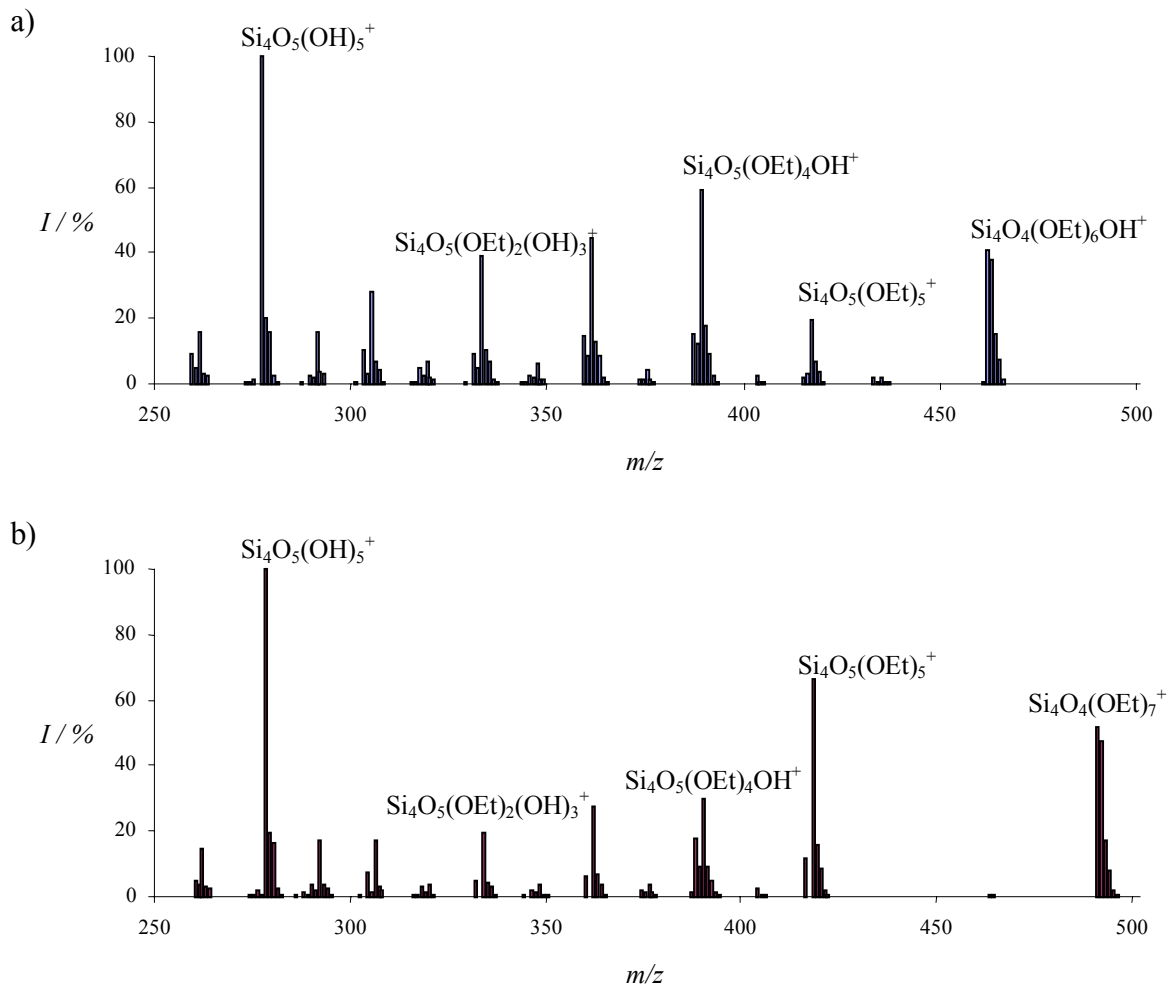 a)
Si₄O₅(OH)₅⁺
100
80
60
40
20
0
I / %
Si₄O₅(OEt)₂(OH)₃⁺
Si₄O₅(OEt)₄OH⁺
Si₄O₅(OEt)₅⁺
Si₄O₄(OEt)₆OH⁺
250 300 350 400 450 500
m/z
b)
Si₄O₅(OH)₅⁺
100
80
60
40
20
0
I / %
Si₄O₅(OEt)₂(OH)₃⁺
Si₄O₅(OEt)₄OH⁺
Si₄O₅(OEt)₅⁺
Si₄O₄(OEt)₇⁺
250 300 350 400 450 500
m/z